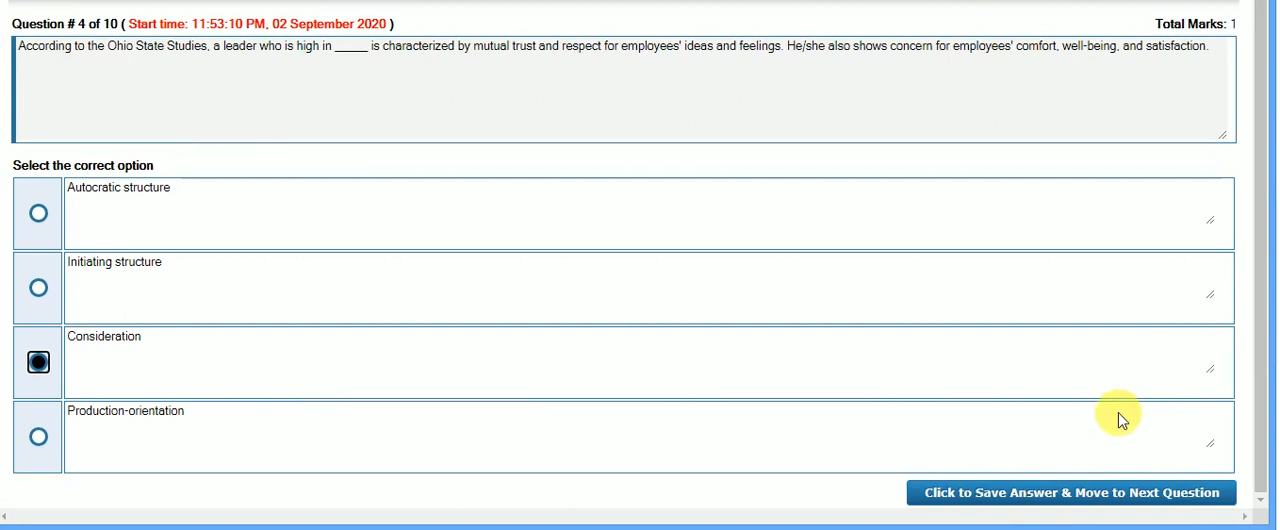 Question # 4 of 10 ( Start time: 11:53:10 PM, 02 September 2020 ) Total Marks: 1
According to the Ohio State Studies, a leader who is high in _____ is characterized by mutual trust and respect for employees' ideas and feelings. He/she also shows concern for employees' comfort, well-being, and satisfaction.
Select the correct option
Autocratic structure
Initiating structure
Consideration
Production-orientation
Click to Save Answer & Move to Next Question